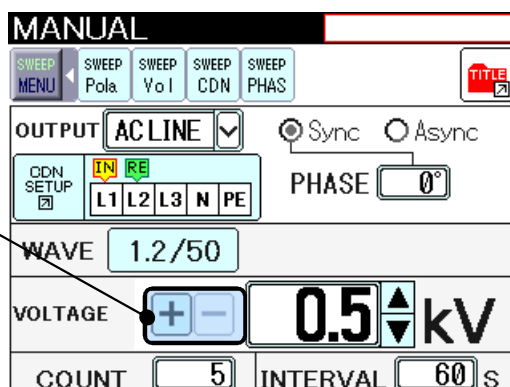 MANUAL
SWEEP MENU SWEEP Pola. SWEEP Vol SWEEP CDN SWEEP PHAS TITLE
OUTPUT AC LINE Sync Async
CDN SETUP IN RE L1 L2 L3 N PE PHASE 0°
WAVE 1.2/50
VOLTAGE + − 0.5 kV
COUNT 5 INTERVAL 60 s